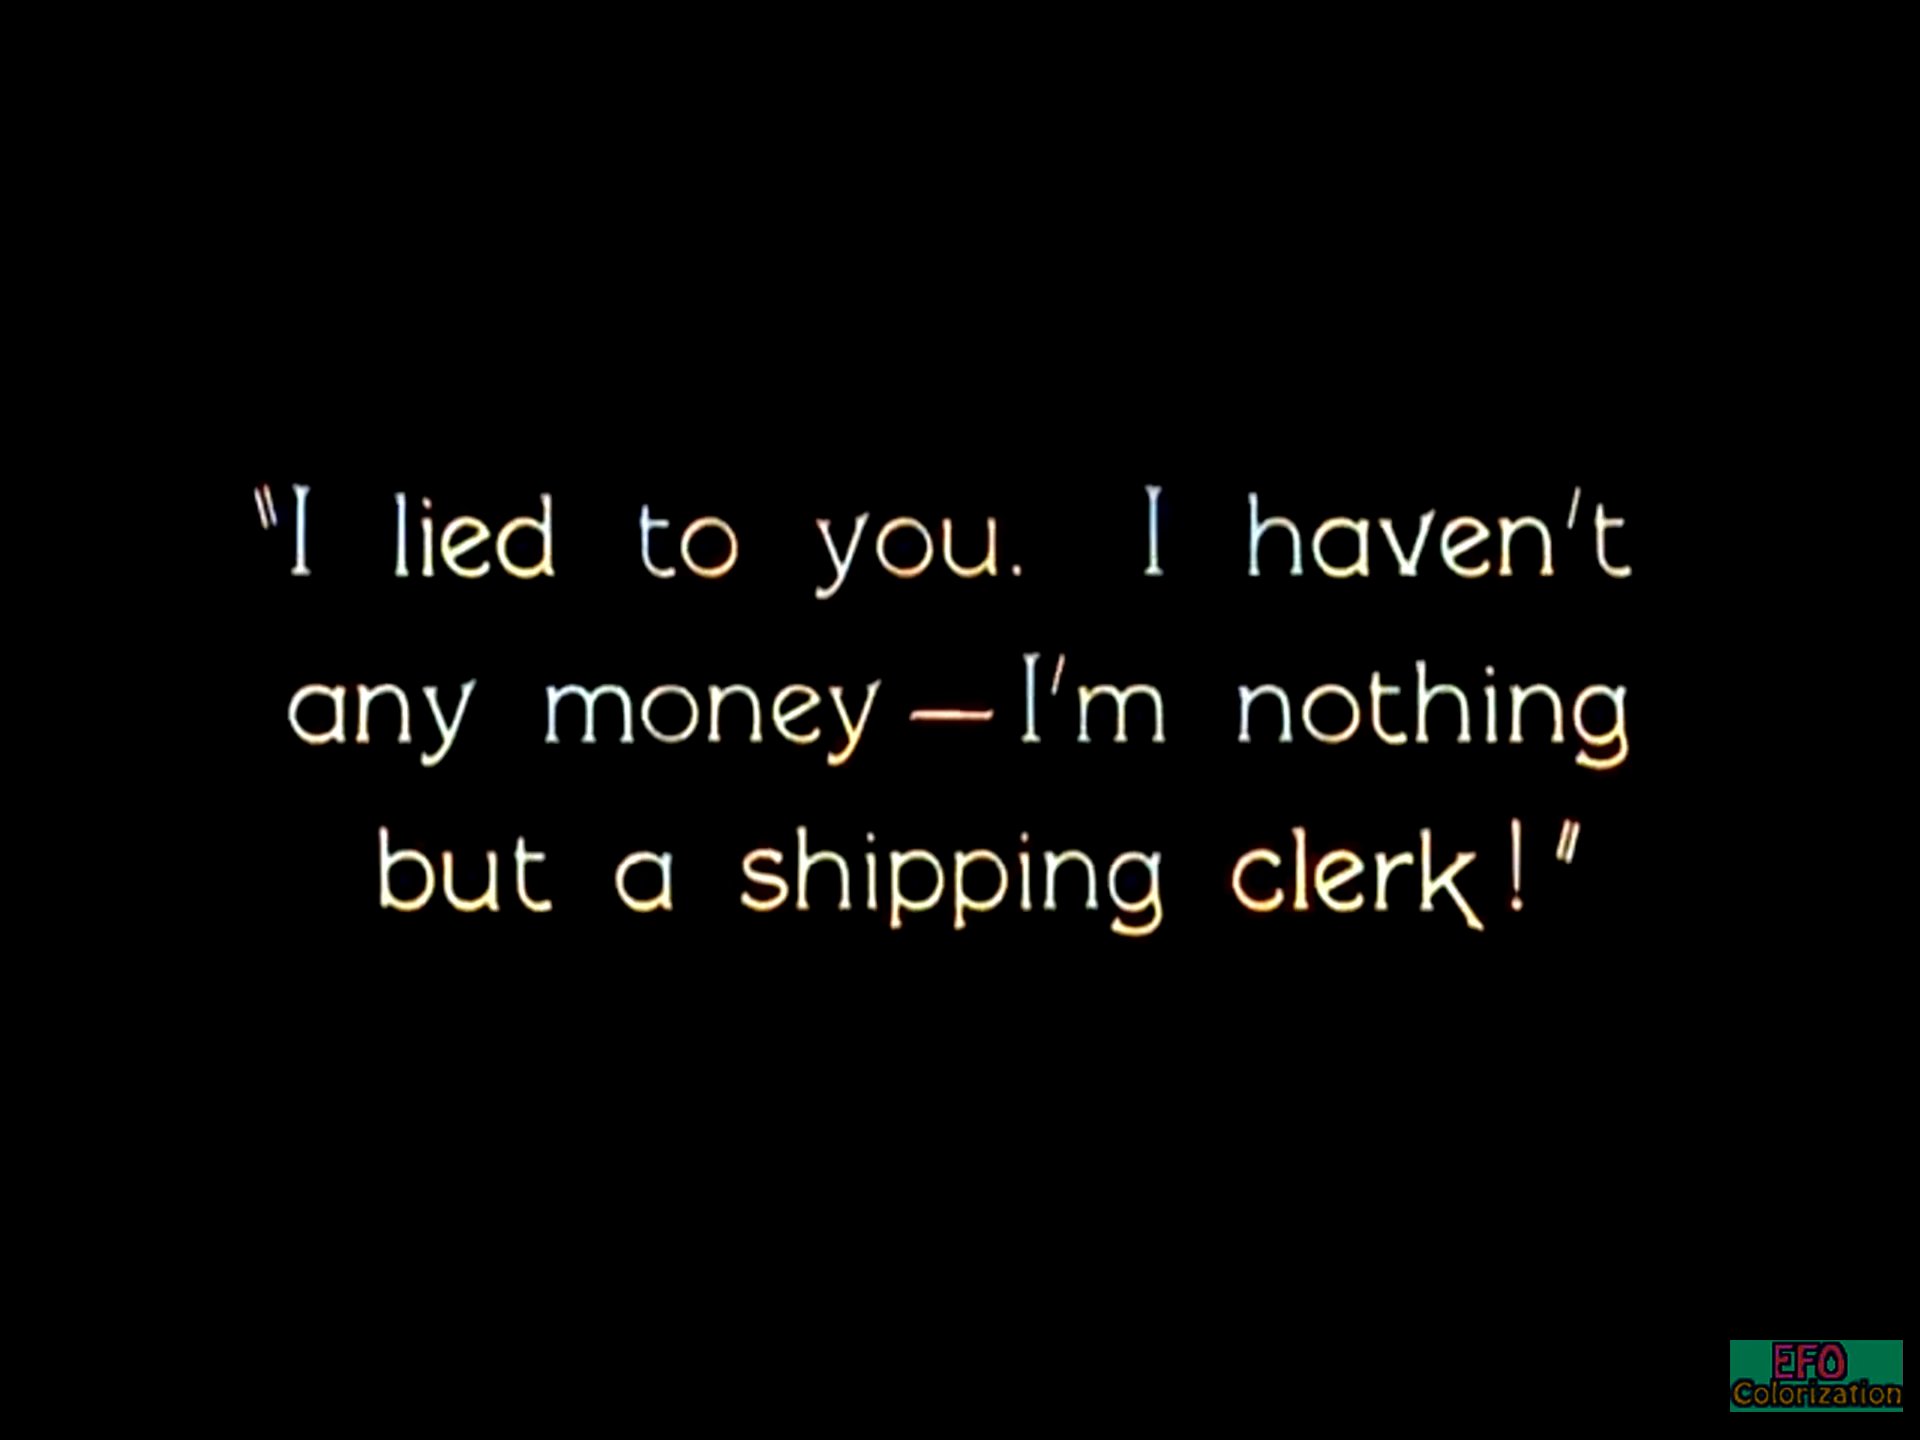 "I lied to you. I haven't
any money — I'm nothing
but a shipping clerk!"
EFO
Colorization